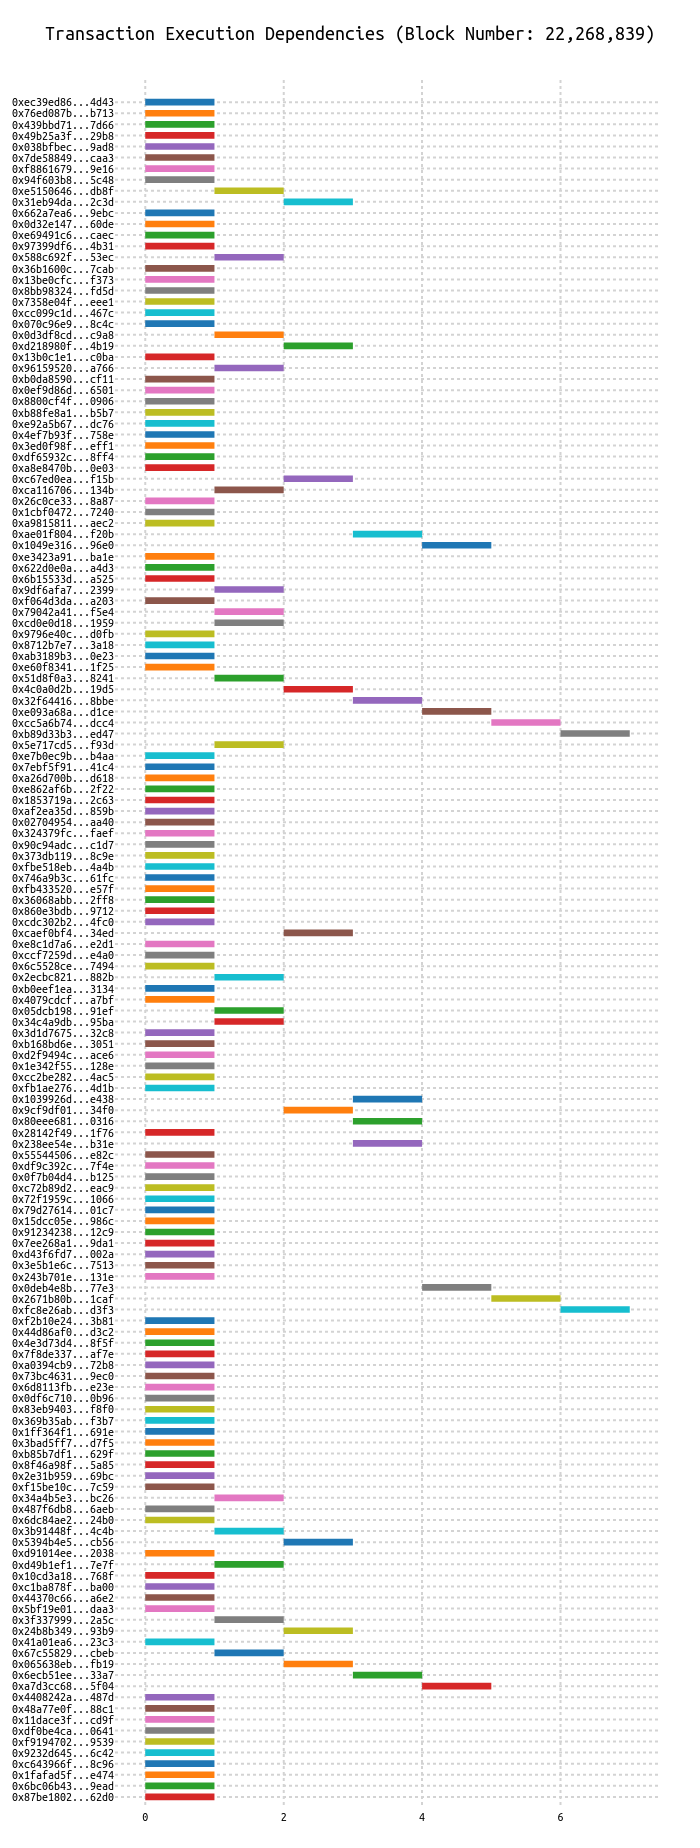 Transaction Execution Dependencies (Block Number: 22,268,839)
0xec39ed86...4d43
0x76ed087b...b713
0x439bbd71...7d66
0x49b25a3f...29b8
0x038bfbec...9ad8
0x7de58849...caa3
0xf8861679...9e16
0x94f603b8...5c48
0xe5150646...db8f
0x31eb94da...2c3d
0x662a7ea6...9ebc
0x0d32e147...60de
0xe69491c6...caec
0x97399df6...4b31
0x588c692f...53ec
0x36b1600c...7cab
0x13be0cfc...f373
0x8bb98324...fd5d
0x7358e04f...eee1
0xcc099c1d...467c
0x070c96e9...8c4c
0x0d3df8cd...c9a8
0xd218980f...4b19
0x13b0c1e1...c0ba
0x96159520...a766
0xb0da8590...cf11
0x0ef9d86d...6501
0x8800cf4f...0906
0xb88fe8a1...b5b7
0xe92a5b67...dc76
0x4ef7b93f...758e
0x3ed0f98f...eff1
0xdf65932c...8ff4
0xa8e8470b...0e03
0xc67ed0ea...f15b
0xca116706...134b
0x26c0ce33...8a87
0x1cbf0472...7240
0xa9815811...aec2
0xae01f804...f20b
0x1049e316...96e0
0xe3423a91...ba1e
0x622d0e0a...a4d3
0x6b15533d...a525
0x9df6afa7...2399
0xf064d3da...a203
0x79042a41...f5e4
0xcd0e0d18...1959
0x9796e40c...d0fb
0x8712b7e7...3a18
0xab3189b3...0e23
0xe60f8341...1f25
0x51d8f0a3...8241
0x4c0a0d2b...19d5
0x32f64416...8bbe
0xe093a68a...d1ce
0xcc5a6b74...dcc4
0xb89d33b3...ed47
0x5e717cd5...f93d
0xe7b0ec9b...b4aa
0x7ebf5f91...41c4
0xa26d700b...d618
0xe862af6b...2f22
0x1853719a...2c63
0xaf2ea35d...859b
0x02704954...aa40
0x324379fc...faef
0x90c94adc...c1d7
0x373db119...8c9e
0xfbe518eb...4a4b
0x746a9b3c...61fc
0xfb433520...e57f
0x36068abb...2ff8
0x860e3bdb...9712
0xcdc302b2...4fc0
0xcaef0bf4...34ed
0xe8c1d7a6...e2d1
0xccf7259d...e4a0
0x6c5528ce...7494
0x2ecbc821...882b
0xb0eef1ea...3134
0x4079cdcf...a7bf
0x05dcb198...91ef
0x34c4a9db...95ba
0x3d1d7675...32c8
0xb168bd6e...3051
0xd2f9494c...ace6
0x1e342f55...128e
0xcc2be282...4ac5
0xfb1ae276...4d1b
0x1039926d...e438
0x9cf9df01...34f0
0x80eee681...0316
0x28142f49...1f76
0x238ee54e...b31e
0x55544506...e82c
0xdf9c392c...7f4e
0x0f7b04d4...b125
0xc72b89d2...eac9
0x72f1959c...1066
0x79d27614...01c7
0x15dcc05e...986c
0x91234238...12c9
0x7ee268a1...9da1
0xd43f6fd7...002a
0x3e5b1e6c...7513
0x243b701e...131e
0x0deb4e8b...77e3
0x2671b80b...1caf
0xfc8e26ab...d3f3
0xf2b10e24...3b81
0x44d86af0...d3c2
0x4e3d73d4...8f5f
0x7f8de337...af7e
0xa0394cb9...72b8
0x73bc4631...9ec0
0x6d8113fb...e23e
0x0df6c710...0b96
0x83eb9403...f8f0
0x369b35ab...f3b7
0x1ff364f1...691e
0x3bad5ff7...d7f5
0xb85b7df1...629f
0x8f46a98f...5a85
0x2e31b959...69bc
0xf15be10c...7c59
0x34a4b5e3...bc26
0x487f6db8...6aeb
0x6dc84ae2...24b0
0x3b91448f...4c4b
0x5394b4e5...cb56
0xd91014ee...2038
0xd49b1ef1...7e7f
0x10cd3a18...768f
0xc1ba878f...ba00
0x44370c66...a6e2
0x5bf19e01...daa3
0x3f337999...2a5c
0x24b8b349...93b9
0x41a01ea6...23c3
0x67c55829...cbeb
0x065638eb...fb19
0x6ecb51ee...33a7
0xa7d3cc68...5f04
0x4408242a...487d
0x48a77e0f...88c1
0x11dace3f...cd9f
0xdf0be4ca...0641
0xf9194702...9539
0x9232d645...6c42
0xc643966f...8c96
0x1fafad5f...e474
0x6bc06b43...9ead
0x87be1802...62d0
0 2 4 6